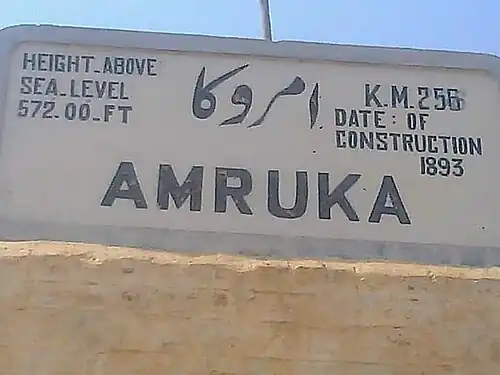 HEIGHT_ABOVE
SEA_LEVEL
572.00_FT
امروکا
K.M.256
DATE: OF
CONSTRUCTION
1893
AMRUKA